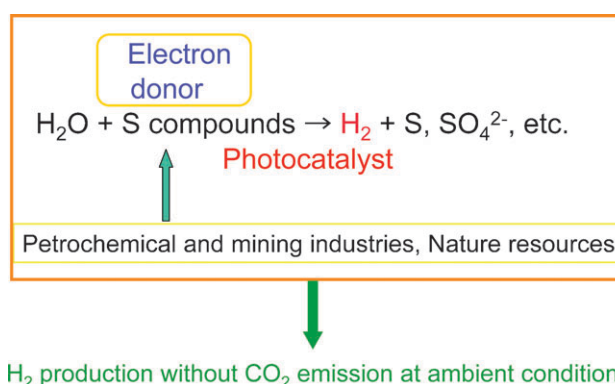 Electron
donor
H₂O + S compounds → H₂ + S, SO₄²⁻, etc.
Photocatalyst
Petrochemical and mining industries, Nature resources
H₂ production without CO₂ emission at ambient condition